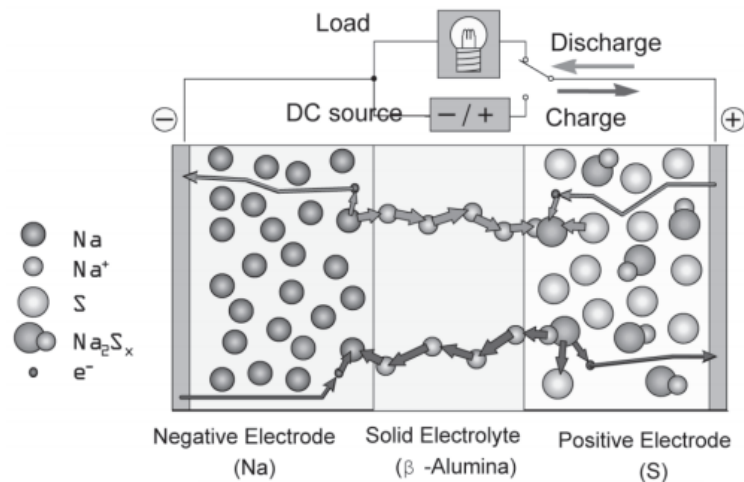 Load
Discharge
DC source
− / +
Charge
−
+
Na
Na⁺
S
Na₂Sₓ
e⁻
Negative Electrode
(Na)
Solid Electrolyte
(β -Alumina)
Positive Electrode
(S)